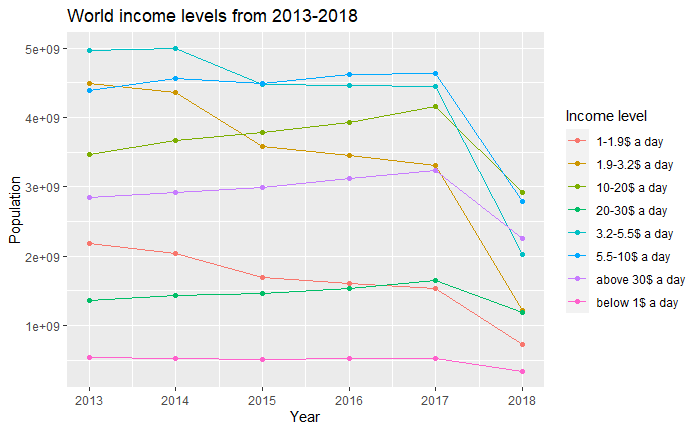 World income levels from 2013-2018
5e+09
4e+09
3e+09
2e+09
1e+09
Population
2013 2014 2015 2016 2017 2018
Year
Income level
1-1.9$ a day
1.9-3.2$ a day
10-20$ a day
20-30$ a day
3.2-5.5$ a day
5.5-10$ a day
above 30$ a day
below 1$ a day